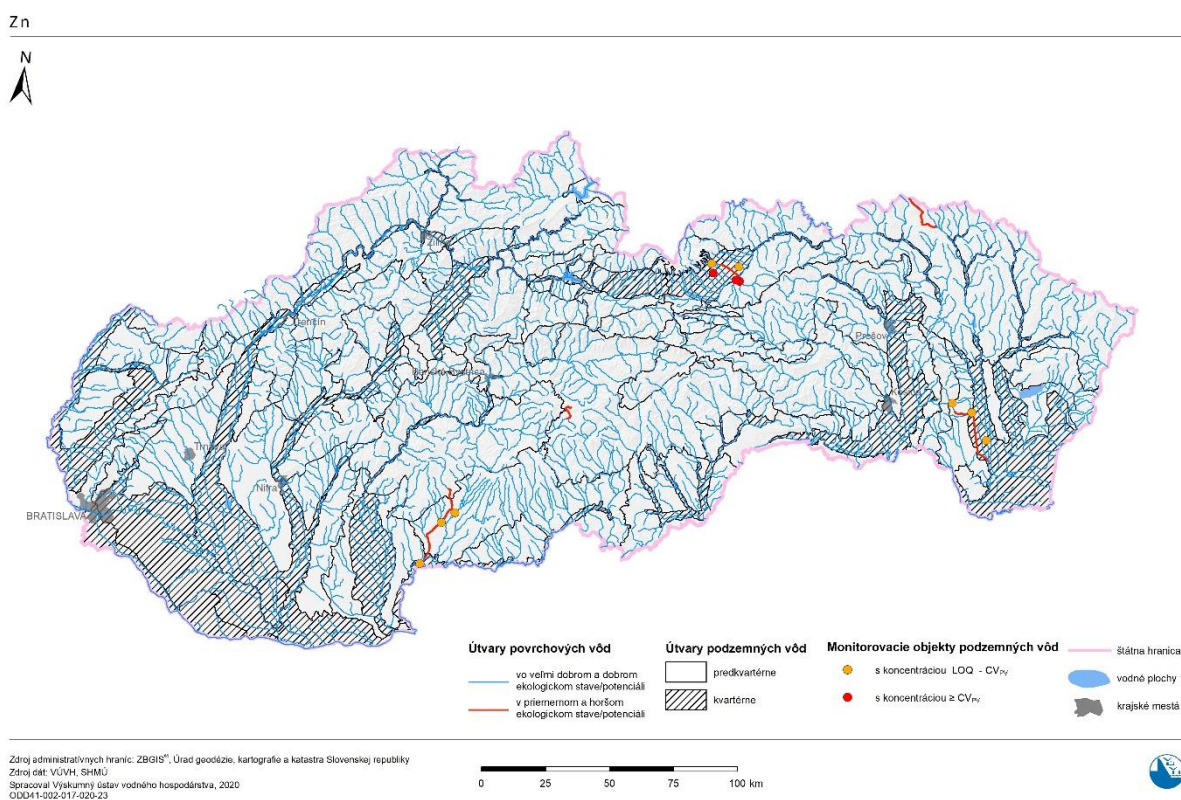 Zn
N
Žilina
Trenčín
Prešov
Banská Bystrica
Trnava
Nitra
BRATISLAVA
Útvary povrchových vôd
vo veľmi dobrom a dobrom
ekologickom stave/potenciáli
v priemernom a horšom
ekologickom stave/potenciáli
Útvary podzemných vôd
predkvartérne
kvartérne
Monitorovacie objekty podzemných vôd
s koncentráciou LOQ - CVPV
s koncentráciou ≥ CVPV
štátna hranica
vodné plochy
krajské mestá
Zdroj administratívnych hraníc: ZBGIS®, Úrad geodézie, kartografie a katastra Slovenskej republiky
Zdroj dát: VÚVH, SHMÚ
Spracoval Výskumný ústav vodného hospodárstva, 2020
ODD41-002-017-020-23
0 25 50 75 100 km